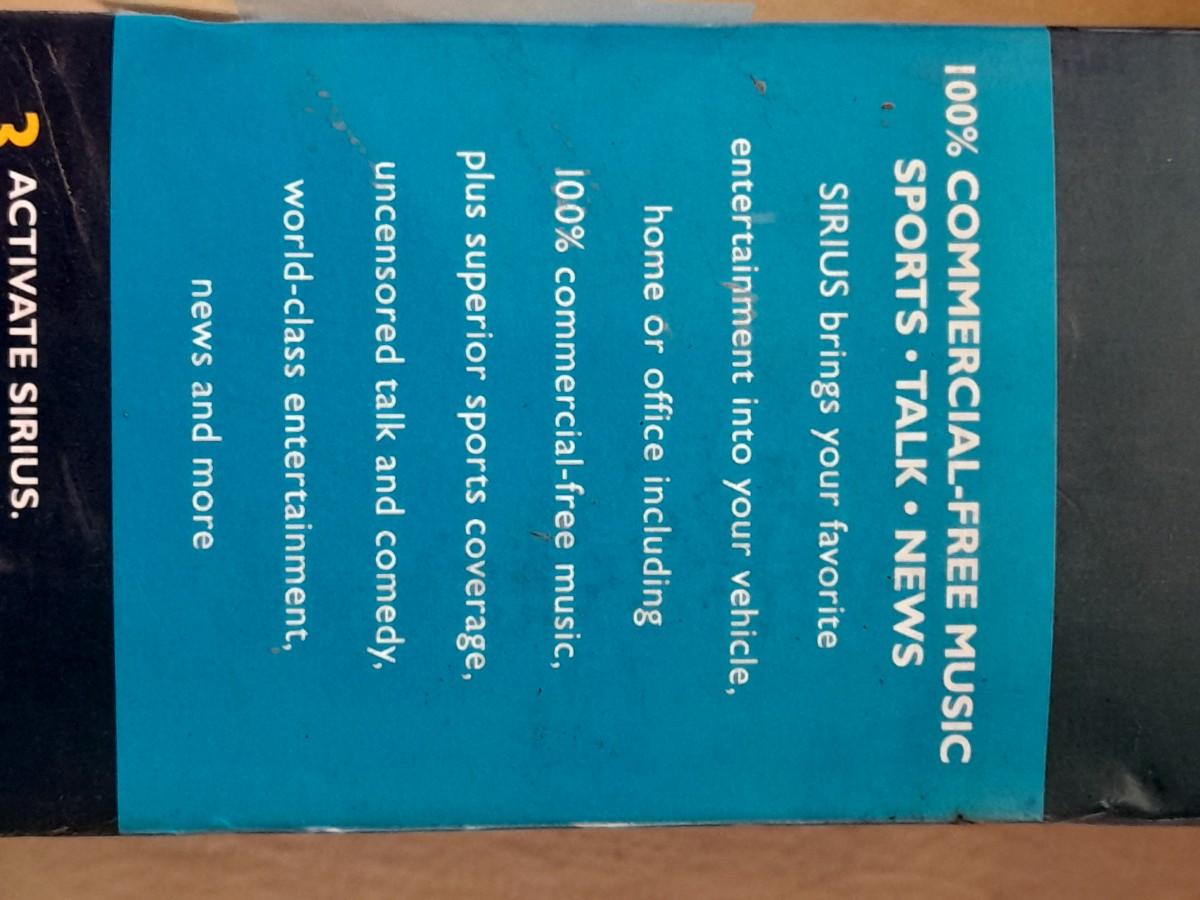 100% COMMERCIAL-FREE MUSIC
SPORTS • TALK • NEWS
SIRIUS brings your favorite
entertainment into your vehicle,
home or office including
100% commercial-free music,
plus superior sports coverage,
uncensored talk and comedy,
world-class entertainment,
news and more
3 ACTIVATE SIRIUS.